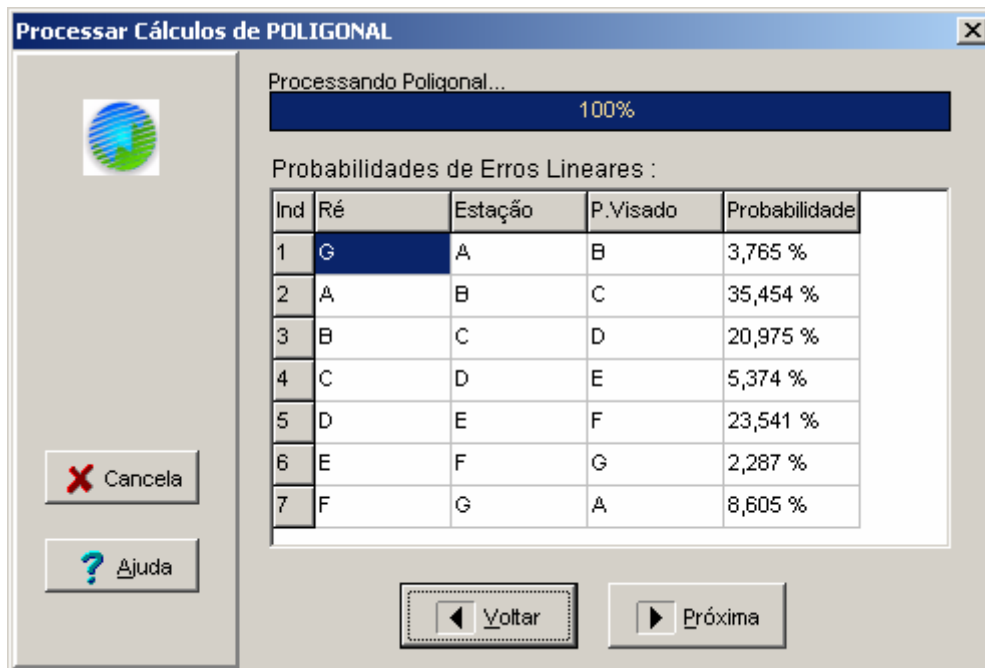 Processar Cálculos de POLIGONAL
Processando Poligonal...
100%
Probabilidades de Erros Lineares :
Ind Ré Estação P.Visado Probabilidade
1 G A B 3,765 %
2 A B C 35,454 %
3 B C D 20,975 %
4 C D E 5,374 %
5 D E F 23,541 %
6 E F G 2,287 %
7 F G A 8,605 %
Cancela
Ajuda
Voltar
Próxima